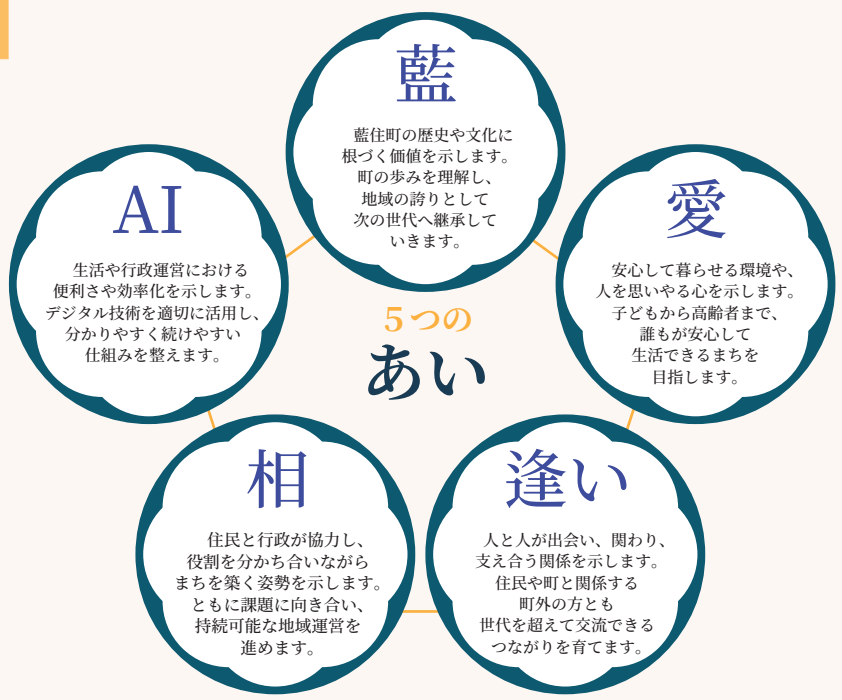 藍
藍住町の歴史や文化に
根づく価値を示します。
町の歩みを理解し、
地域の誇りとして
次の世代へ継承して
いきます。
AI
生活や行政運営における
便利さや効率化を示します。
デジタル技術を適切に活用し、
分かりやすく続けやすい
仕組みを整えます。
愛
安心して暮らせる環境や、
人を思いやる心を示します。
子どもから高齢者まで、
誰もが安心して
生活できるまちを
目指します。
5つの
あい
相
住民と行政が協力し、
役割を分かち合いながら
まちを築く姿勢を示します。
ともに課題に向き合い、
持続可能な地域運営を
進めます。
逢い
人と人が出会い、関わり、
支え合う関係を示します。
住民や町と関係する
町外の方とも
世代を超えて交流できる
つながりを育てます。